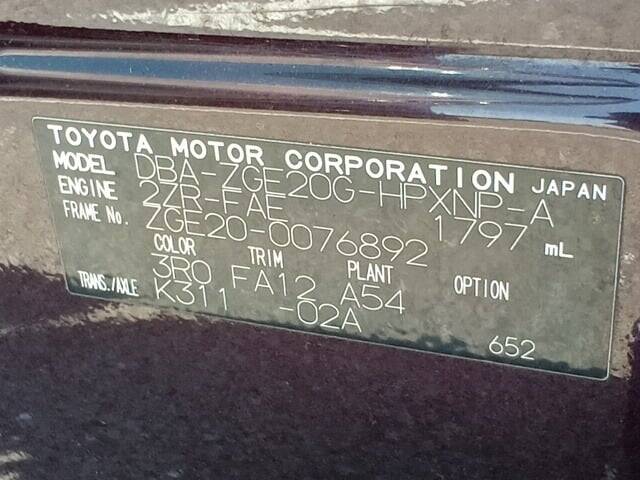 TOYOTA MOTOR CORPORATION JAPAN
MODEL DBA-ZGE20G-HPXNP-A
ENGINE 2ZR-FAE 1797 mL
FRAME No. ZGE20-0076892
COLOR TRIM PLANT OPTION
3R0 FA12 A54
TRANS./AXLE K311 -02A
652